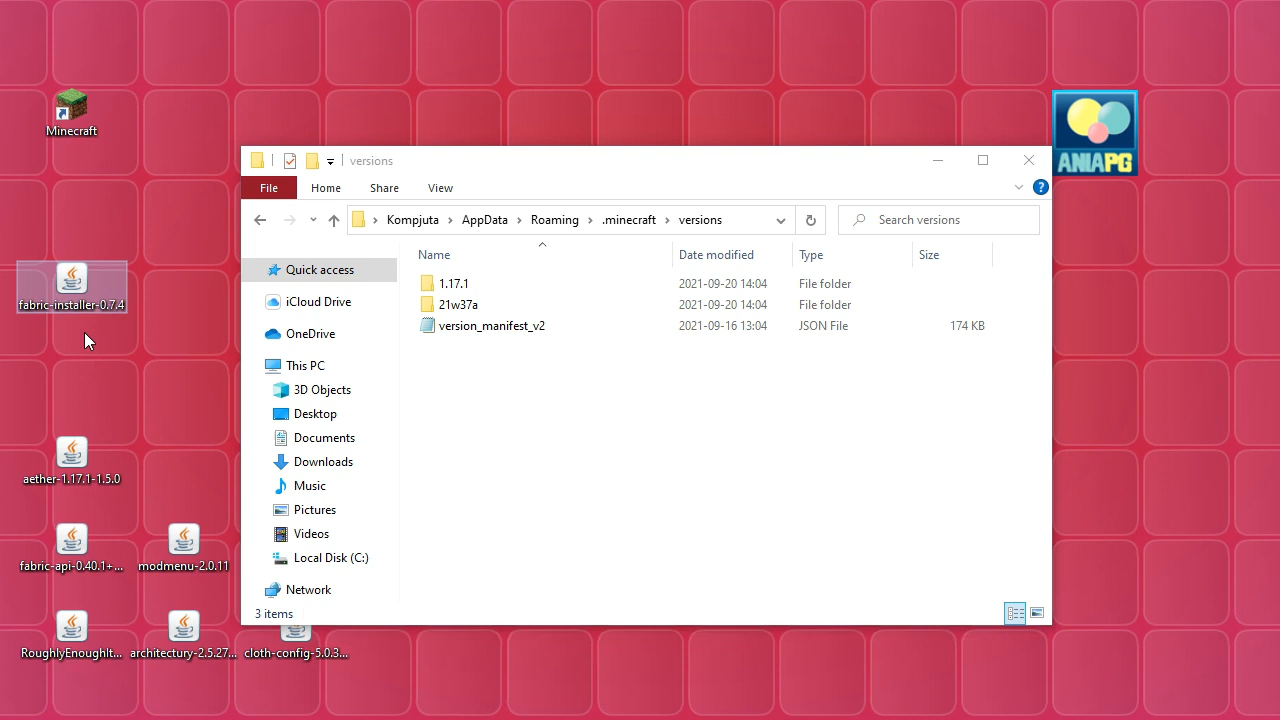 Minecraft
ANIAPG
versions
File Home Share View
Kompjuta AppData Roaming .minecraft versions
Search versions
Name Date modified Type Size
Quick access
iCloud Drive
OneDrive
This PC
3D Objects
Desktop
Documents
Downloads
Music
Pictures
Videos
Local Disk (C:)
Network
1.17.1 2021-09-20 14:04 File folder
21w37a 2021-09-20 14:04 File folder
version_manifest_v2 2021-09-16 13:04 JSON File 174 KB
3 items
fabric-installer-0.7.4
aether-1.17.1-1.5.0
fabric-api-0.40.1+... modmenu-2.0.11
RoughlyEnoughIt... architectury-2.5.27... cloth-config-5.0.3...